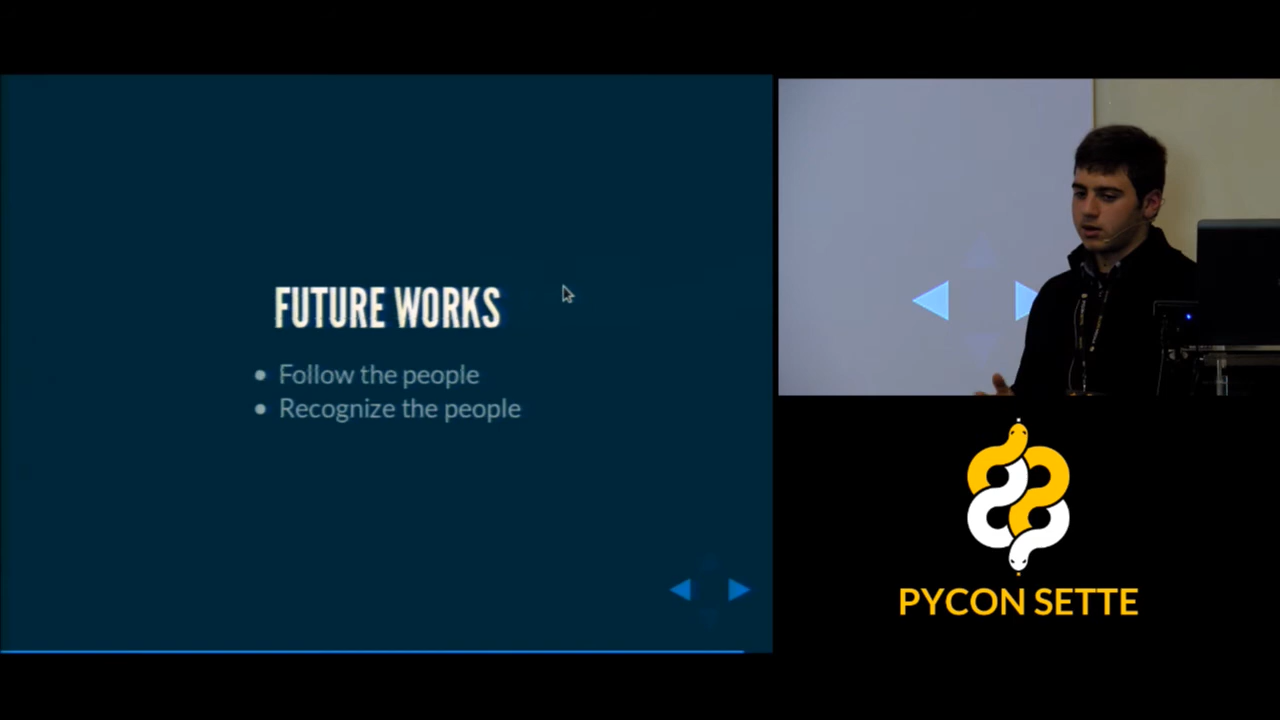 FUTURE WORKS
Follow the people
Recognize the people
PYCON SETTE